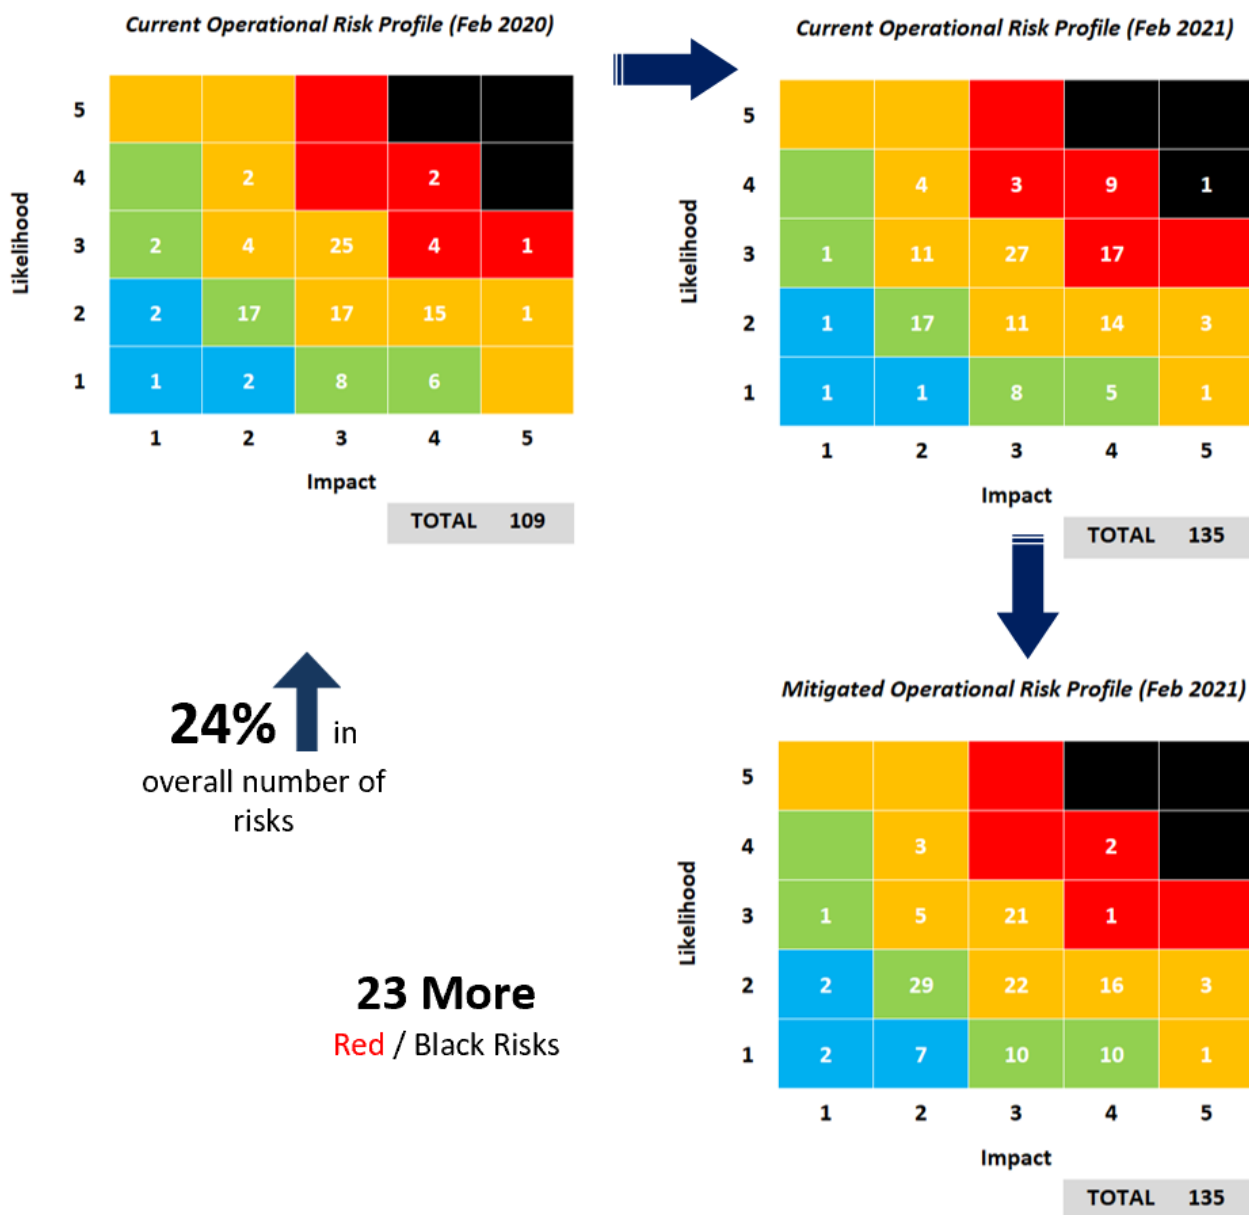 Current Operational Risk Profile (Feb 2020)
5
4 2 2
3 2 4 25 4 1
2 2 17 17 15 1
1 1 2 8 6
1 2 3 4 5
Likelihood
Impact
TOTAL 109
Current Operational Risk Profile (Feb 2021)
5
4 4 3 9 1
3 1 11 27 17
2 1 17 11 14 3
1 1 1 8 5 1
1 2 3 4 5
Likelihood
Impact
TOTAL 135
24% in
overall number of
risks
23 More
Red / Black Risks
Mitigated Operational Risk Profile (Feb 2021)
5
4 3 2
3 1 5 21 1
2 2 29 22 16 3
1 2 7 10 10 1
1 2 3 4 5
Likelihood
Impact
TOTAL 135